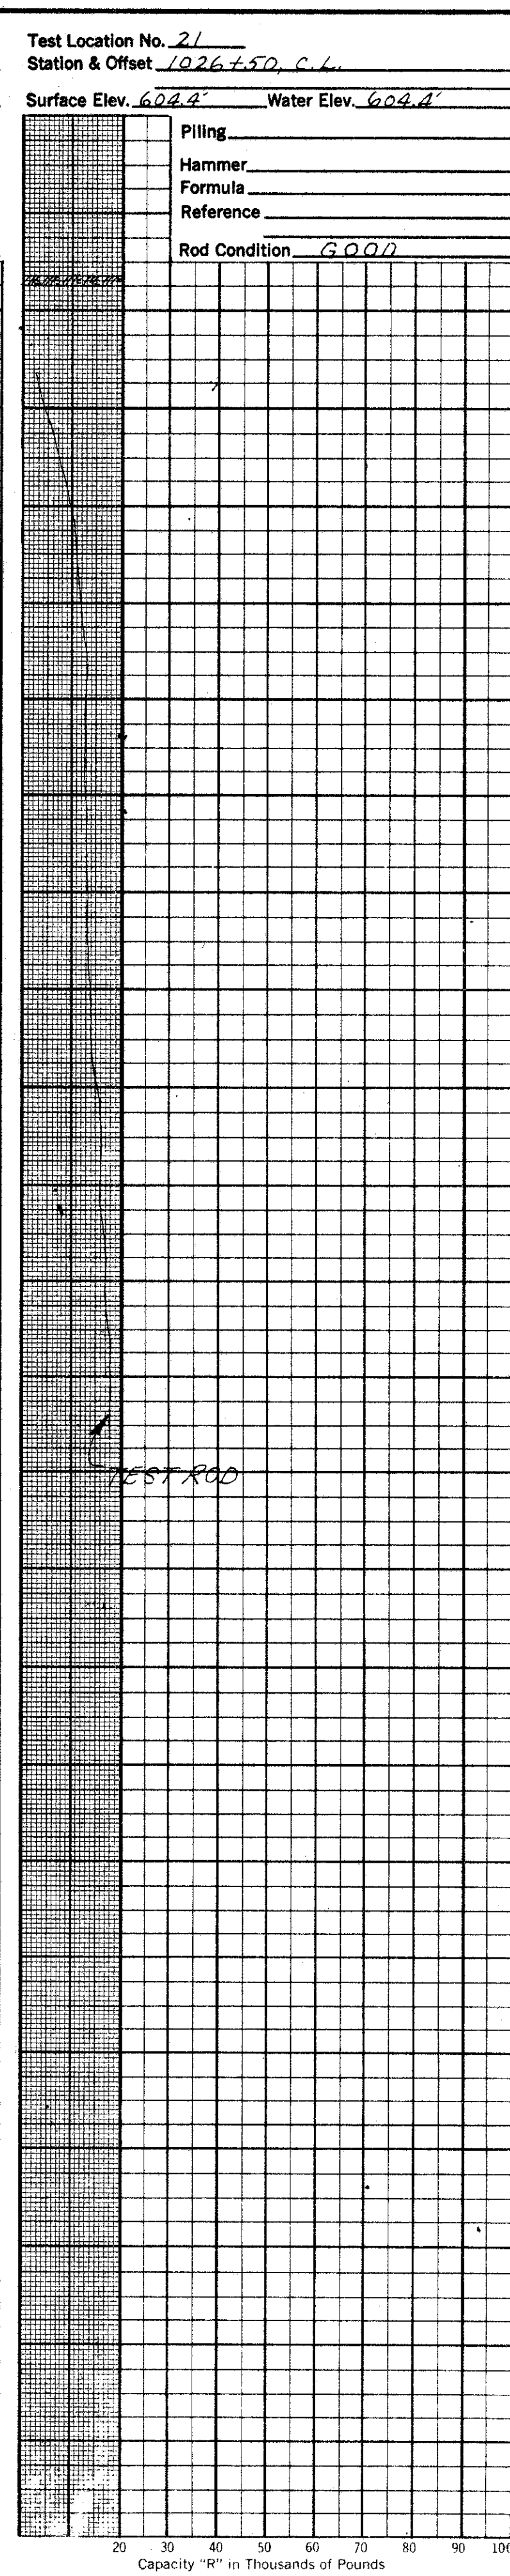 Test Location No. 21
Station & Offset 1026+50, C.L.
Surface Elev. 604.4' Water Elev. 604.4'
Piling
Hammer
Formula
Reference
Rod Condition GOOD
TEST ROD
20 30 40 50 60 70 80 90 100
Capacity "R" in Thousands of Pounds